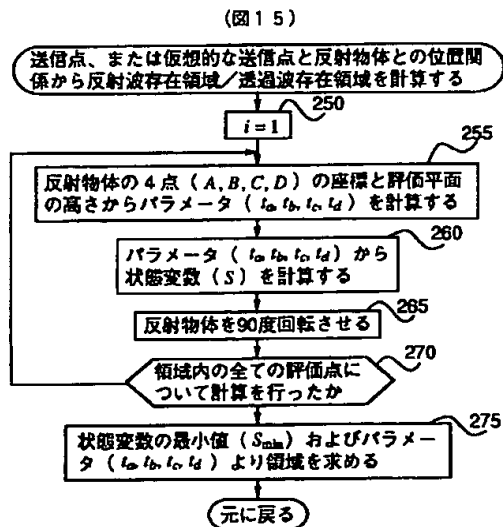 (図15)
送信点、または仮想的な送信点と反射物体との位置関
係から反射波存在領域/透過波存在領域を計算する
250
i=1
255
反射物体の4点(A,B,C,D)の座標と評価平面
の高さからパラメータ(ta, tb, tc, td)を計算する
260
パラメータ(ta, tb, tc, td)から
状態変数(S)を計算する
265
反射物体を90度回転させる
270
領域内の全ての評価点に
ついて計算を行ったか
275
状態変数の最小値(Smin)およびパラメー
タ(ta, tb, tc, td)より領域を求める
元に戻る